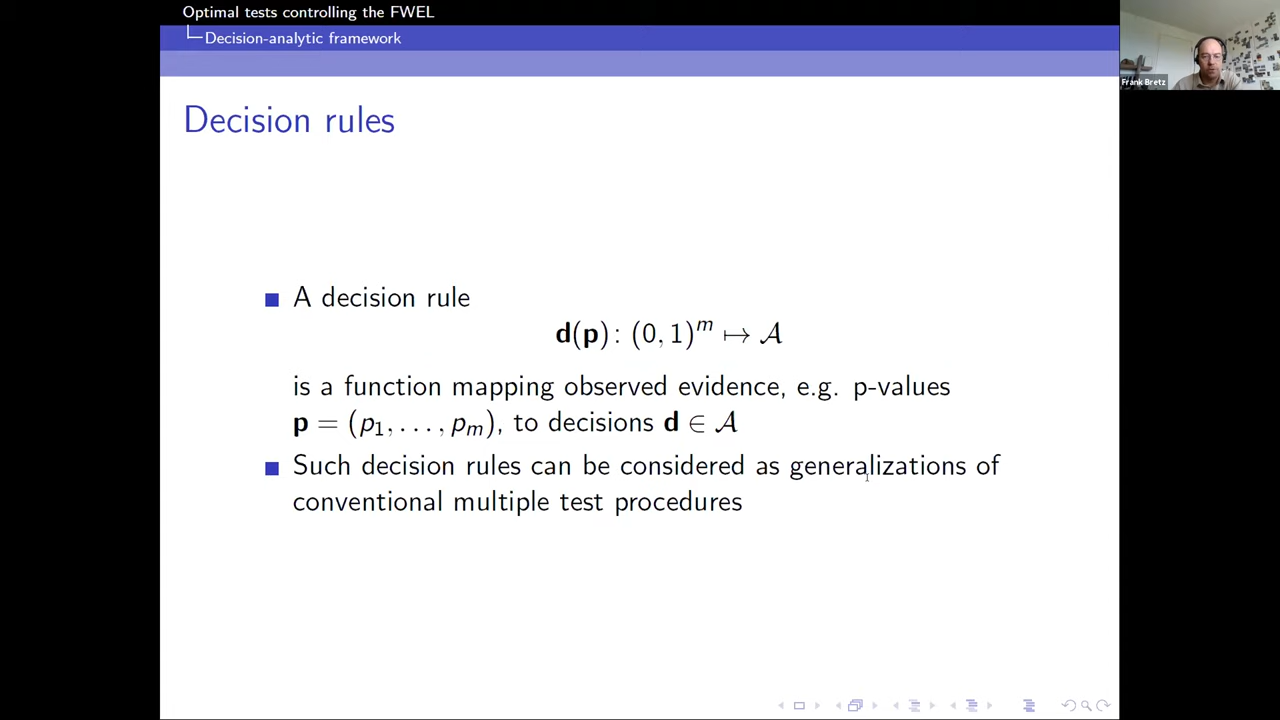 Optimal tests controlling the FWEL
Decision-analytic framework
Frank Bretz
Decision rules
A decision rule
d(p): (0, 1)^m ↦ 𝒜
is a function mapping observed evidence, e.g. p-values
p = (p₁, . . . , pₘ), to decisions d ∈ 𝒜
Such decision rules can be considered as generalizations of
conventional multiple test procedures